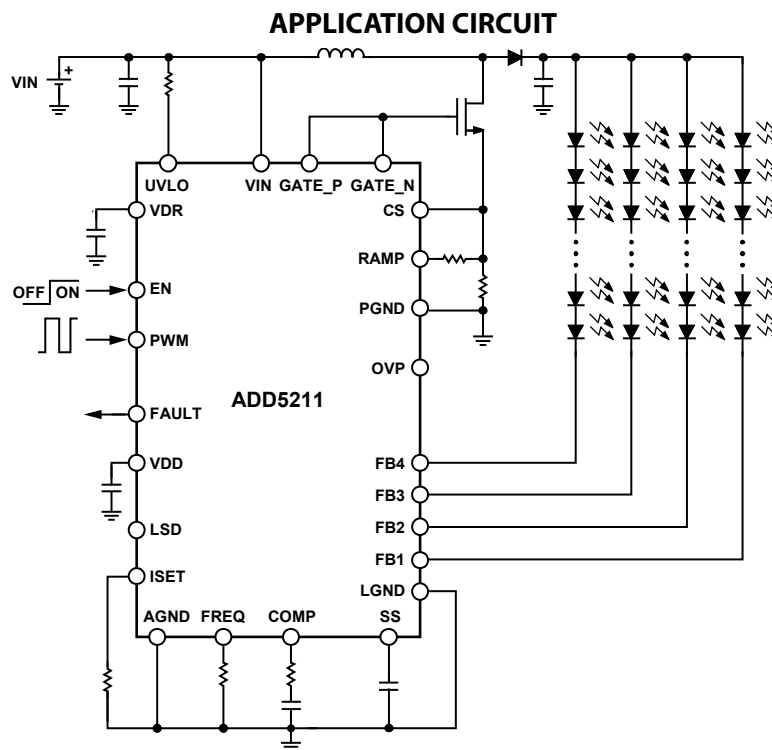 APPLICATION CIRCUIT
VIN
+
UVLO
VIN
GATE_P
GATE_N
VDR
CS
RAMP
EN
OFF ON
PGND
PWM
OVP
ADD5211
FAULT
VDD
FB4
FB3
LSD
FB2
FB1
ISET
LGND
AGND
FREQ
COMP
SS